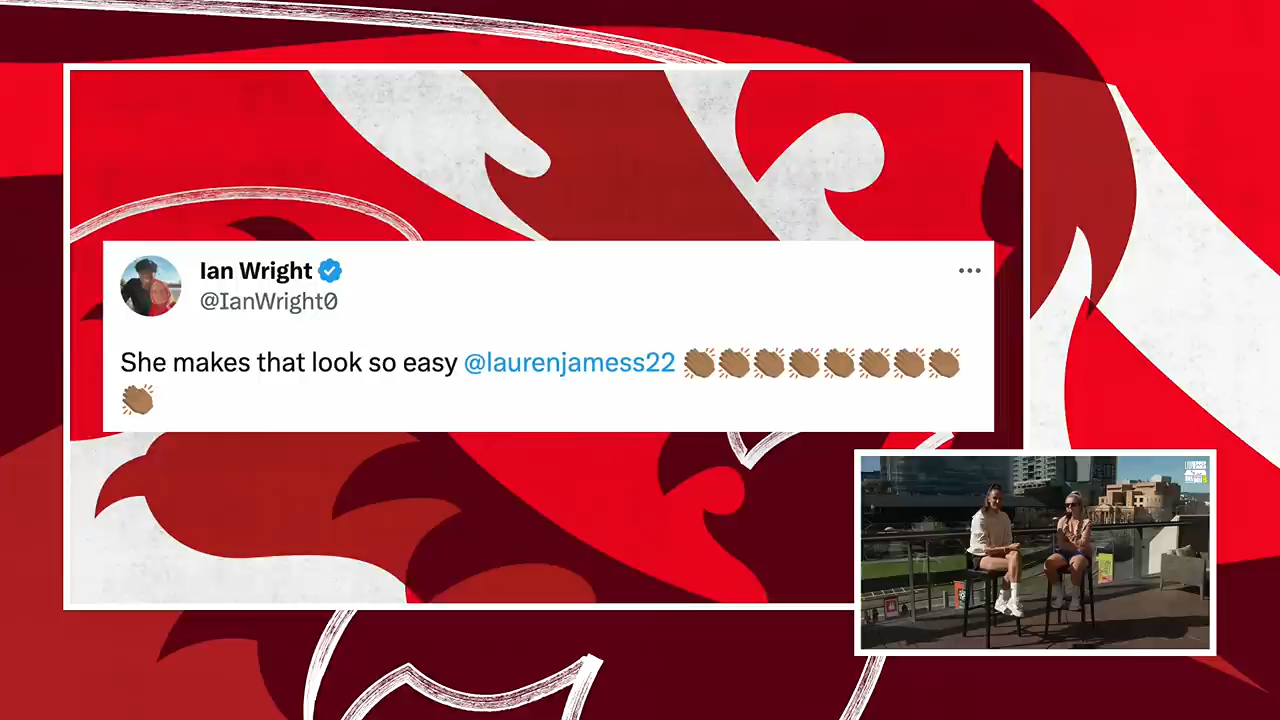 Ian Wright
@IanWright0
She makes that look so easy @laurenjamess22 👏🏽👏🏽👏🏽👏🏽👏🏽👏🏽👏🏽👏🏽
👏🏽